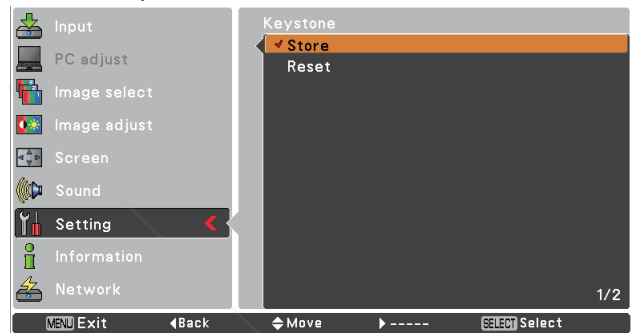 Input
PC adjust
Image select
Image adjust
Screen
Sound
Setting
Information
Network
Keystone
Store
Reset
1/2
MENU Exit Back Move ----- SELECT Select